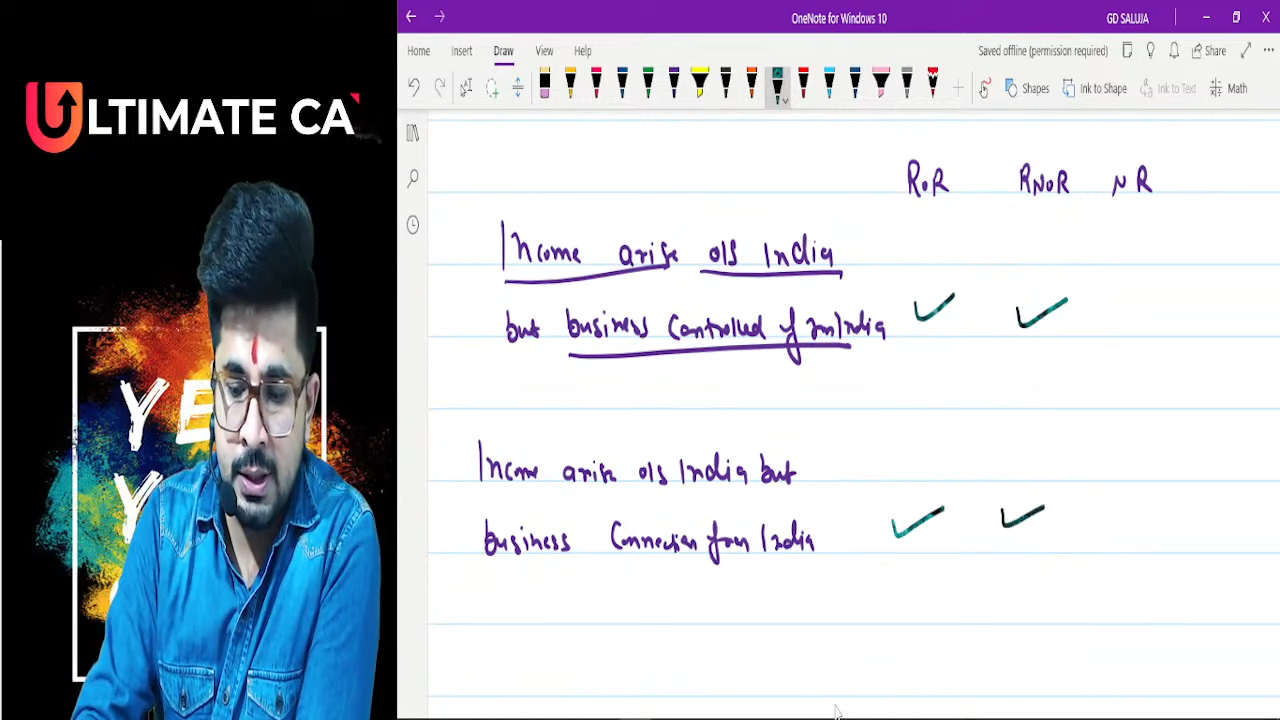 ULTIMATE CA
OneNote for Windows 10
GD SALUJA
Home Insert Draw View Help
Saved offline (permission required)
Share
Shapes
Ink to Shape
Ink to Text
Math
ROR RNOR NR
Income arise o/s India
but business controlled from India
Income arise o/s India but
business Connection from India
YE
Y